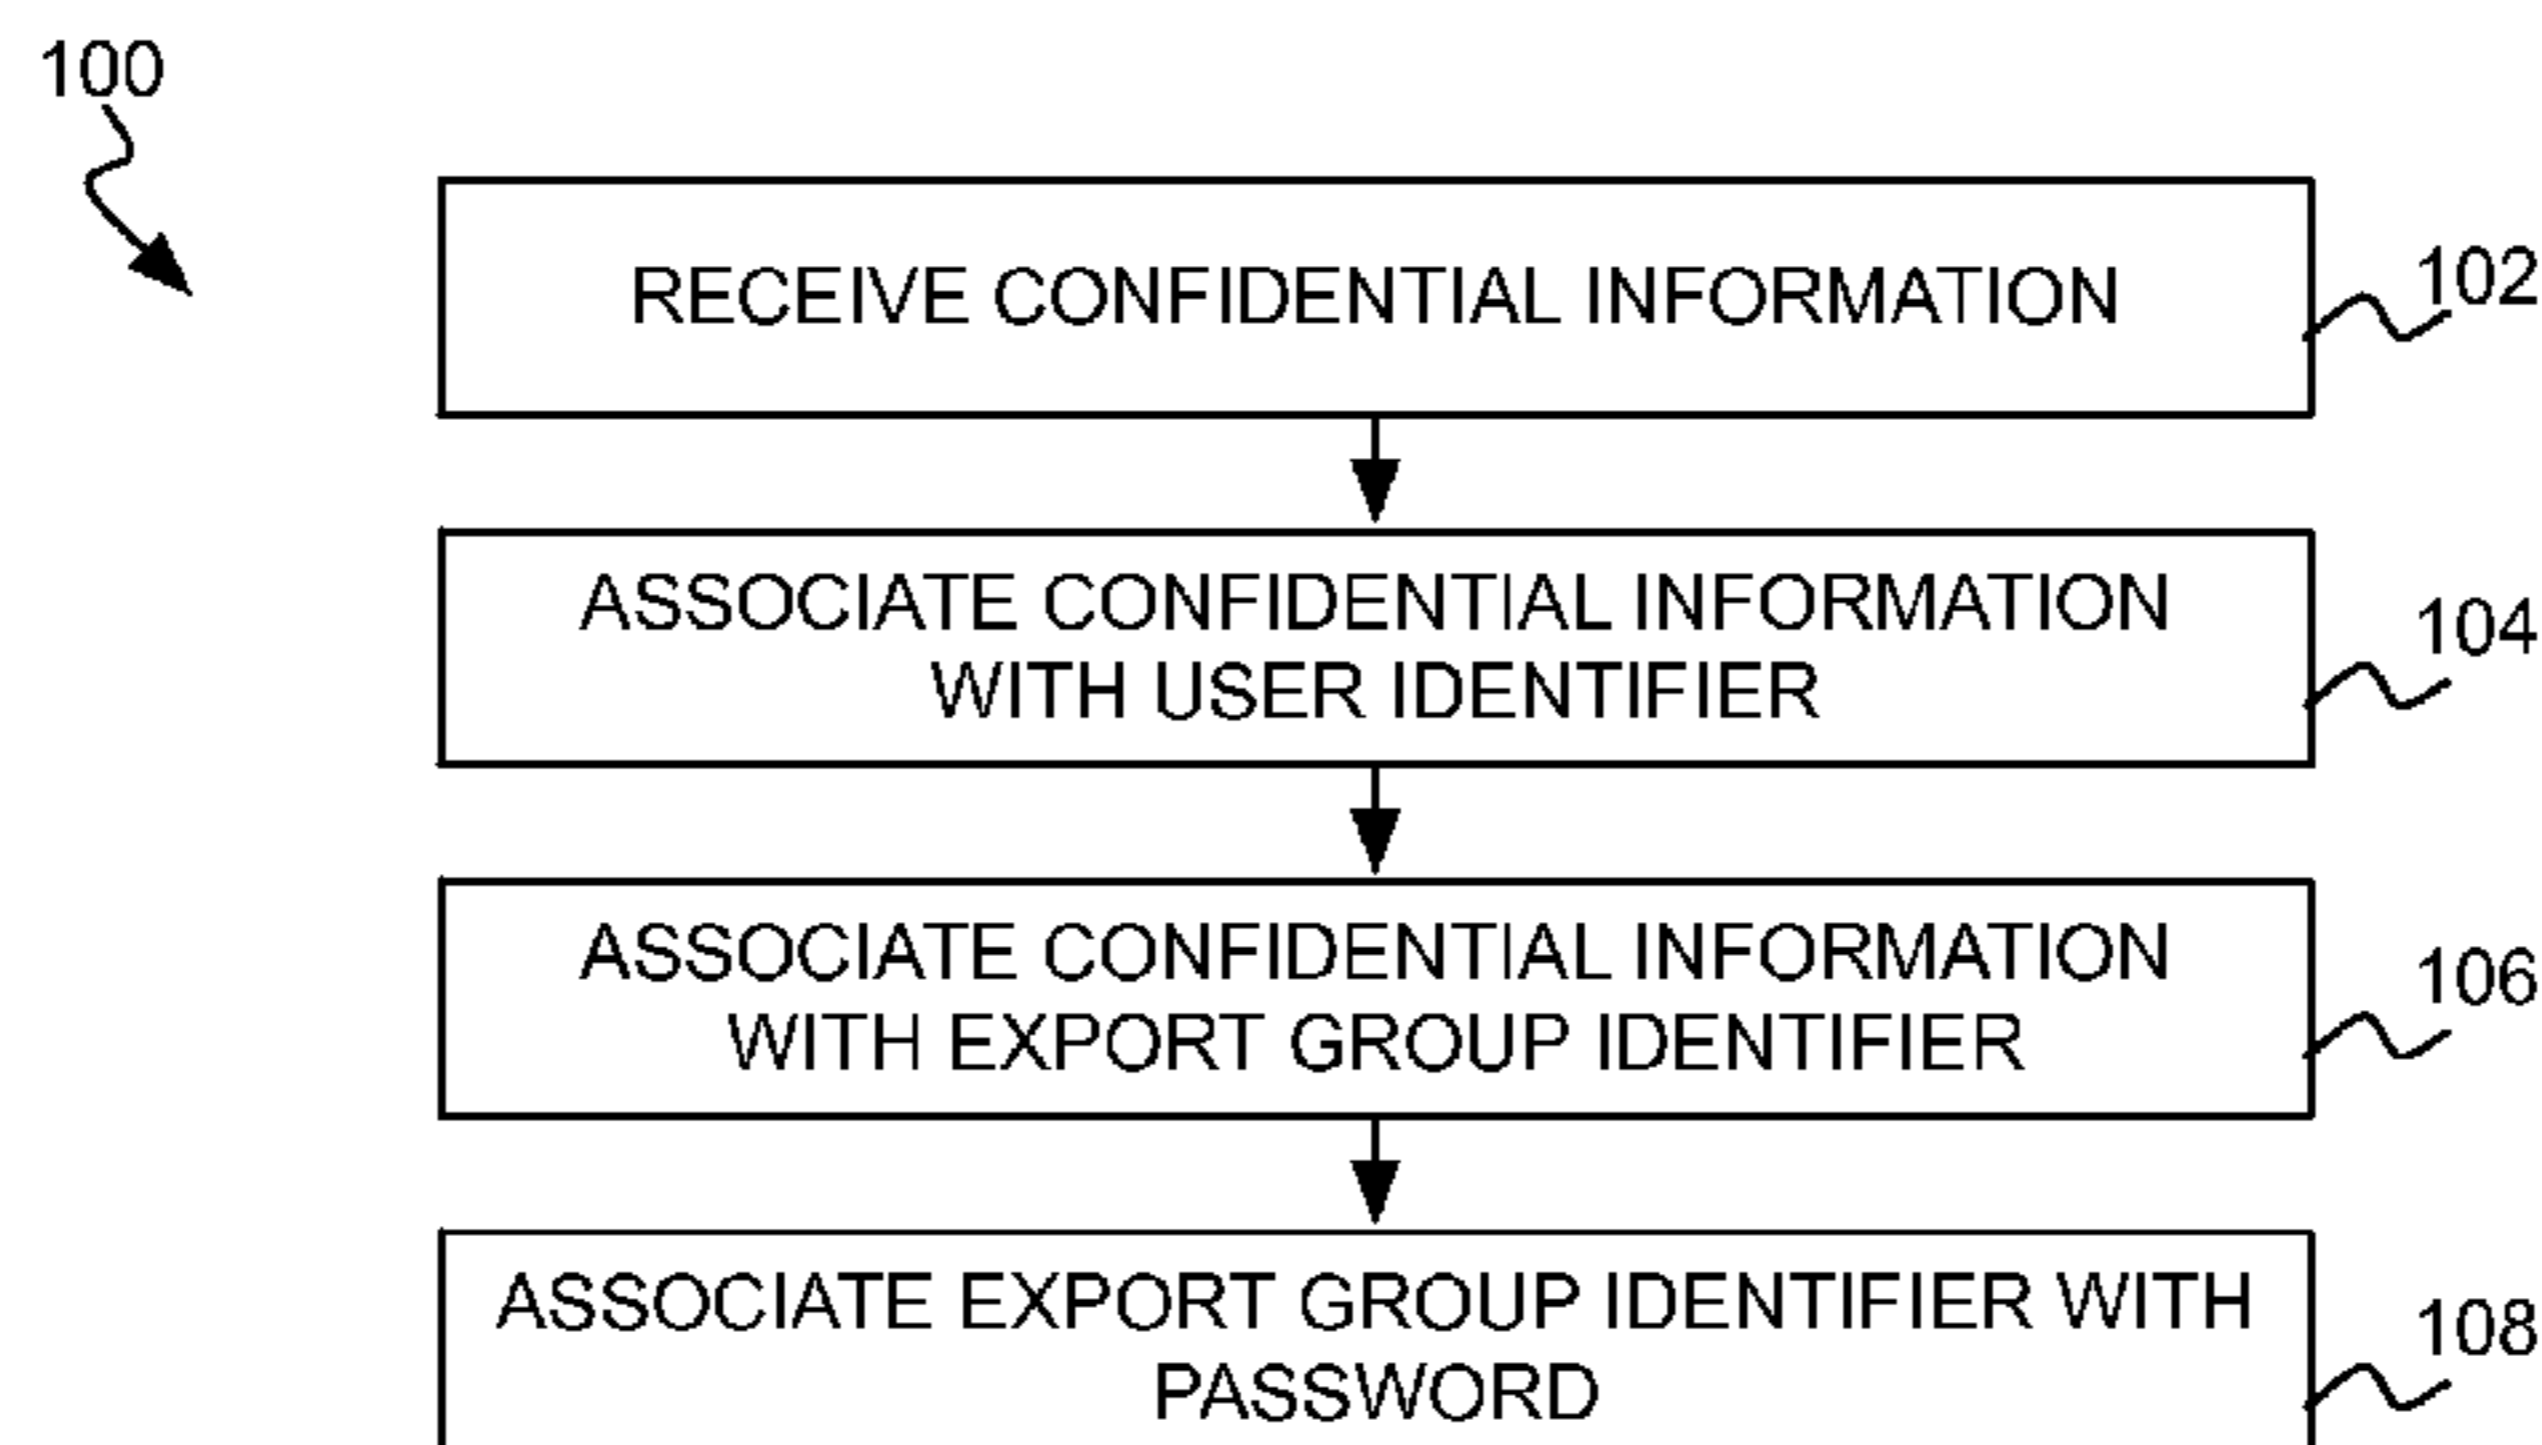 100
RECEIVE CONFIDENTIAL INFORMATION
102
ASSOCIATE CONFIDENTIAL INFORMATION
WITH USER IDENTIFIER
104
ASSOCIATE CONFIDENTIAL INFORMATION
WITH EXPORT GROUP IDENTIFIER
106
ASSOCIATE EXPORT GROUP IDENTIFIER WITH
PASSWORD
108